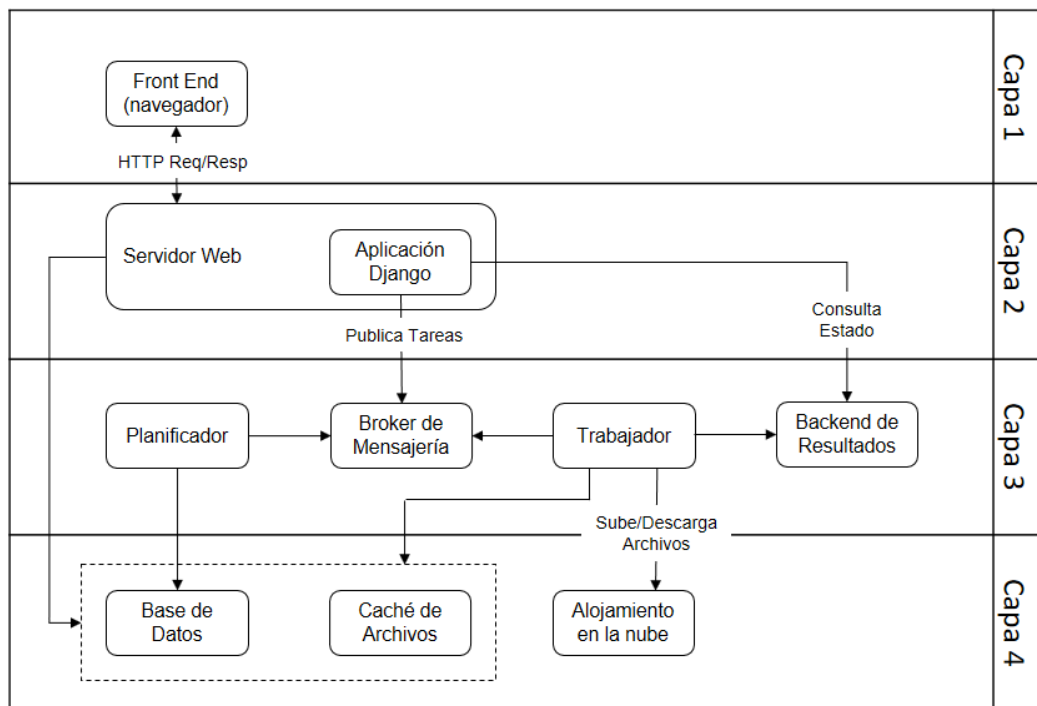 Front End
(navegador)
HTTP Req/Resp
Capa 1
Servidor Web
Aplicación
Django
Publica Tareas
Consulta
Estado
Capa 2
Planificador
Broker de
Mensajería
Trabajador
Backend de
Resultados
Sube/Descarga
Archivos
Capa 3
Base de
Datos
Caché de
Archivos
Alojamiento
en la nube
Capa 4